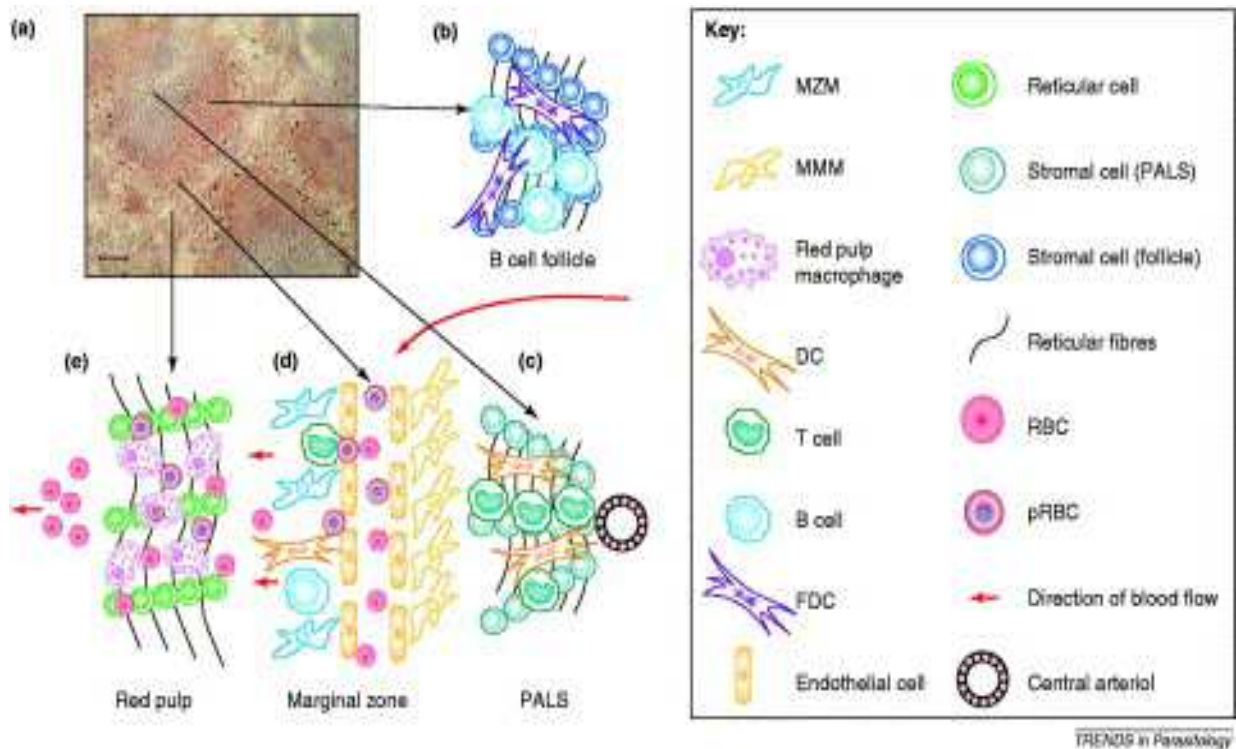 (a)
(b)
B cell follicle
(e)
(d)
(c)
Red pulp
Marginal zone
PALS
Key:
MZM
Reticular cell
MMM
Stromal cell (PALS)
Red pulp
macrophage
Stromal cell (follicle)
DC
Reticular fibres
T cell
RBC
B cell
pRBC
FDC
Direction of blood flow
Endothelial cell
Central arteriol
TRENDS in Parasitology